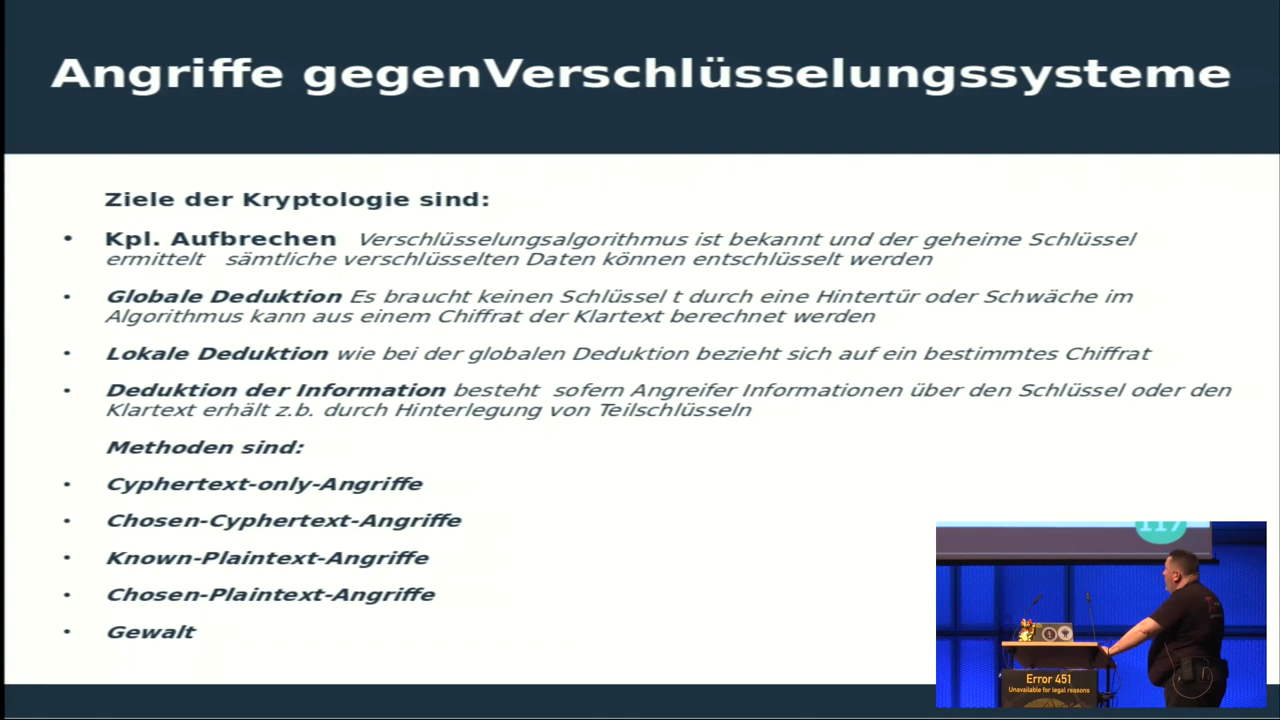 Angriffe gegenVerschlüsselungssysteme
Ziele der Kryptologie sind:
• Kpl. Aufbrechen Verschlüsselungsalgorithmus ist bekannt und der geheime Schlüssel
ermittelt sämtliche verschlüsselten Daten können entschlüsselt werden
• Globale Deduktion Es braucht keinen Schlüssel t durch eine Hintertür oder Schwäche im
Algorithmus kann aus einem Chiffrat der Klartext berechnet werden
• Lokale Deduktion wie bei der globalen Deduktion bezieht sich auf ein bestimmtes Chiffrat
• Deduktion der Information besteht sofern Angreifer Informationen über den Schlüssel oder den
Klartext erhält z.b. durch Hinterlegung von Teilschlüsseln
Methoden sind:
• Cyphertext-only-Angriffe
• Chosen-Cyphertext-Angriffe
• Known-Plaintext-Angriffe
• Chosen-Plaintext-Angriffe
• Gewalt
117
Error 451
Unavailable for legal reasons